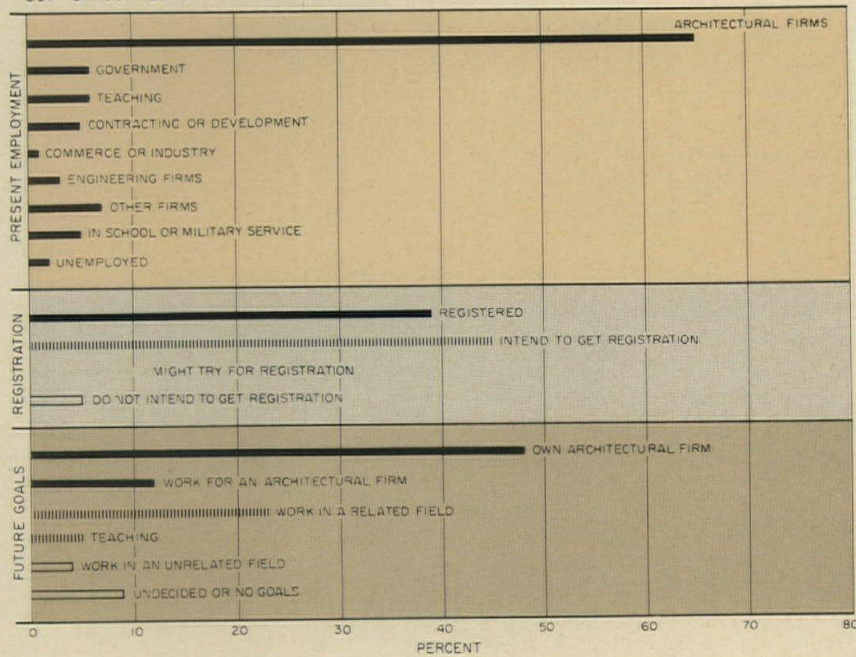 ARCHITECTURAL FIRMS
PRESENT EMPLOYMENT
GOVERNMENT
TEACHING
CONTRACTING OR DEVELOPMENT
COMMERCE OR INDUSTRY
ENGINEERING FIRMS
OTHER FIRMS
IN SCHOOL OR MILITARY SERVICE
UNEMPLOYED
REGISTRATION
REGISTERED
INTEND TO GET REGISTRATION
MIGHT TRY FOR REGISTRATION
DO NOT INTEND TO GET REGISTRATION
FUTURE GOALS
OWN ARCHITECTURAL FIRM
WORK FOR AN ARCHITECTURAL FIRM
WORK IN A RELATED FIELD
TEACHING
WORK IN AN UNRELATED FIELD
UNDECIDED OR NO GOALS
0 10 20 30 40 50 60 70 80
PERCENT